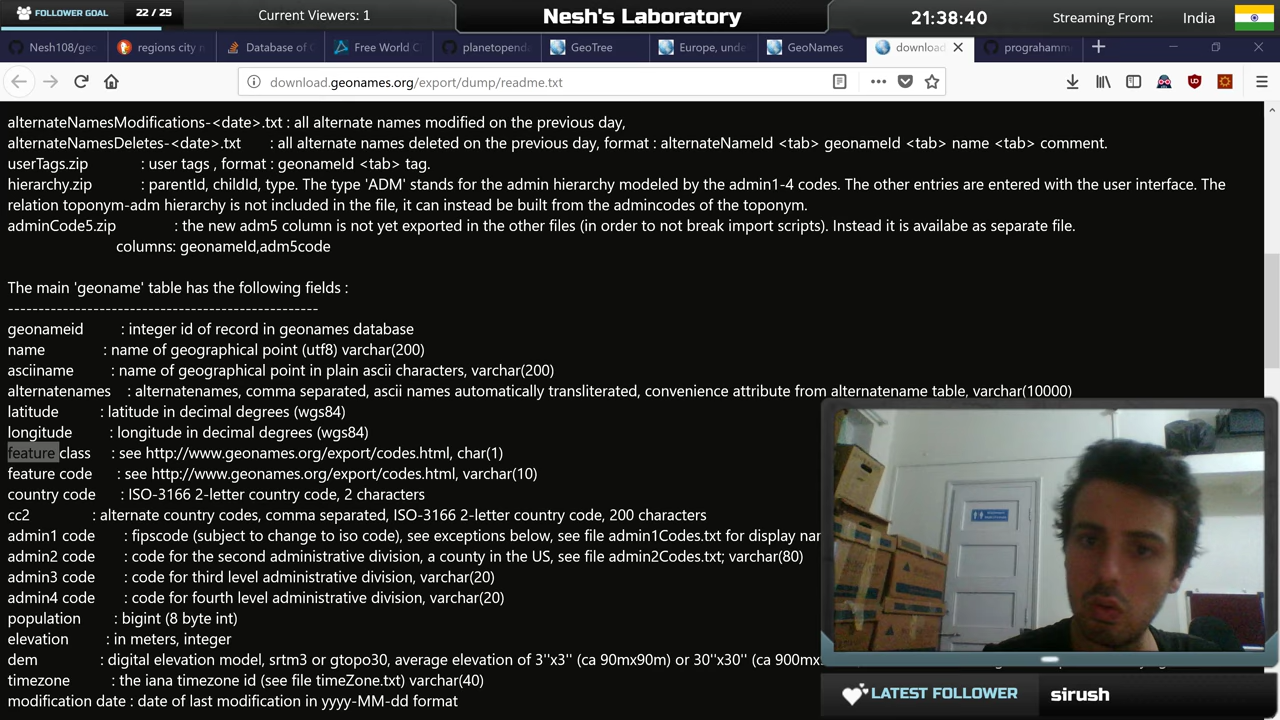 FOLLOWER GOAL 22 / 25
Current Viewers: 1
Nesh's Laboratory
21:38:40
Streaming From: India
Nesh108/geo
regions city n
Database of C
Free World C
planetopend
GeoTree
Europe, unde
GeoNames
download
prograhamm
download.geonames.org/export/dump/readme.txt
alternateNamesModifications-<date>.txt : all alternate names modified on the previous day,
alternateNamesDeletes-<date>.txt : all alternate names deleted on the previous day, format : alternateNameId <tab> geonameId <tab> name <tab> comment.
userTags.zip : user tags , format : geonameId <tab> tag.
hierarchy.zip : parentId, childId, type. The type 'ADM' stands for the admin hierarchy modeled by the admin1-4 codes. The other entries are entered with the user interface. The
relation toponym-adm hierarchy is not included in the file, it can instead be built from the admincodes of the toponym.
adminCode5.zip : the new adm5 column is not yet exported in the other files (in order to not break import scripts). Instead it is availabe as separate file.
columns: geonameId,adm5code
The main 'geoname' table has the following fields :
---------------------------------------------------
geonameid : integer id of record in geonames database
name : name of geographical point (utf8) varchar(200)
asciiname : name of geographical point in plain ascii characters, varchar(200)
alternatenames : alternatenames, comma separated, ascii names automatically transliterated, convenience attribute from alternatename table, varchar(10000)
latitude : latitude in decimal degrees (wgs84)
longitude : longitude in decimal degrees (wgs84)
feature class : see http://www.geonames.org/export/codes.html, char(1)
feature code : see http://www.geonames.org/export/codes.html, varchar(10)
country code : ISO-3166 2-letter country code, 2 characters
cc2 : alternate country codes, comma separated, ISO-3166 2-letter country code, 200 characters
admin1 code : fipscode (subject to change to iso code), see exceptions below, see file admin1Codes.txt for display nam
admin2 code : code for the second administrative division, a county in the US, see file admin2Codes.txt; varchar(80)
admin3 code : code for third level administrative division, varchar(20)
admin4 code : code for fourth level administrative division, varchar(20)
population : bigint (8 byte int)
elevation : in meters, integer
dem : digital elevation model, srtm3 or gtopo30, average elevation of 3''x3'' (ca 90mx90m) or 30''x30'' (ca 900mx
timezone : the iana timezone id (see file timeZone.txt) varchar(40)
modification date : date of last modification in yyyy-MM-dd format
LATEST FOLLOWER sirush